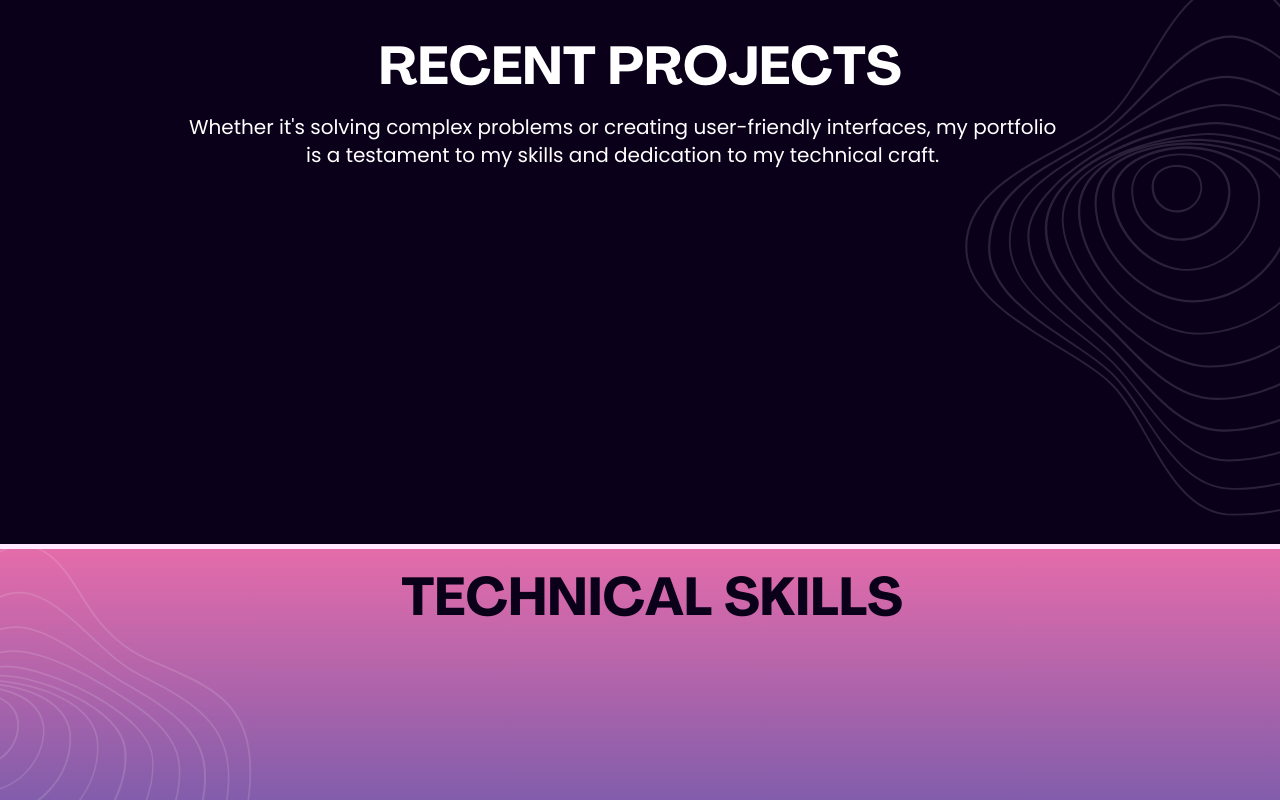 RECENT PROJECTS
Whether it's solving complex problems or creating user-friendly interfaces, my portfolio
is a testament to my skills and dedication to my technical craft.
TECHNICAL SKILLS